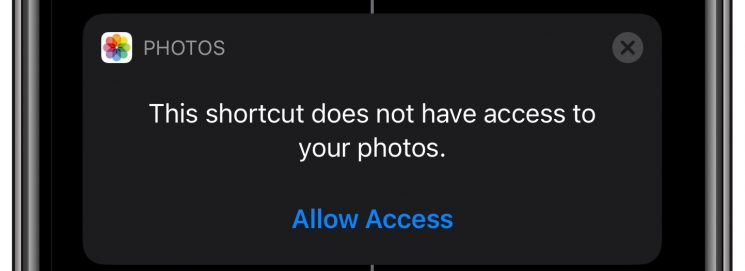 PHOTOS
This shortcut does not have access to
your photos.
Allow Access